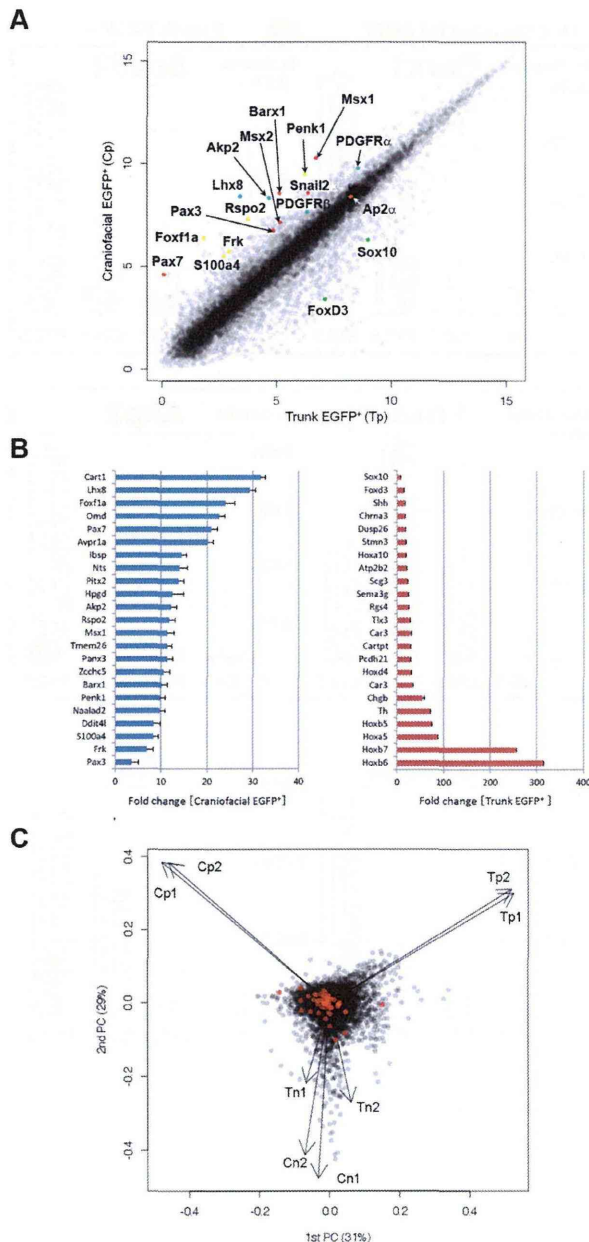 A
Craniofacial EGFP⁺ (Cp)
15
10
5
0
Msx1
Barx1
Penk1
Msx2
PDGFRα
Akp2
Snail2
Lhx8
PDGFRβ
Ap2α
Rspo2
Pax3
Foxf1a
Frk
Sox10
S100a4
Pax7
FoxD3
0 5 10 15
Trunk EGFP⁺ (Tp)
B
Cart1
Lhx8
Foxf1a
Omd
Pax7
Avpr1a
Ibsp
Nts
Pitx2
Hpgd
Akp2
Rspo2
Msx1
Tmem26
Panx3
Zcchc5
Barx1
Penk1
Naalad2
Ddit4l
S100a4
Frk
Pax3
0 10 20 30 40
Fold change [Craniofacial EGFP⁺]
Sox10
Foxd3
Shh
Chrna3
Dusp26
Stmn3
Hoxa10
Atp2b2
Scg3
Sema3g
Rgs4
Tlx3
Car3
Cartpt
Pcdh21
Hoxd4
Car3
Chgb
Th
Hoxb5
Hoxa5
Hoxb7
Hoxb6
0 100 200 300 400
Fold change [Trunk EGFP⁺]
C
2nd PC (29%)
0.4
0.2
0.0
-0.2
-0.4
Cp2
Cp1
Tp2
Tp1
Tn1
Tn2
Cn2
Cn1
-0.4 -0.2 0.0 0.2 0.4
1st PC (31%)